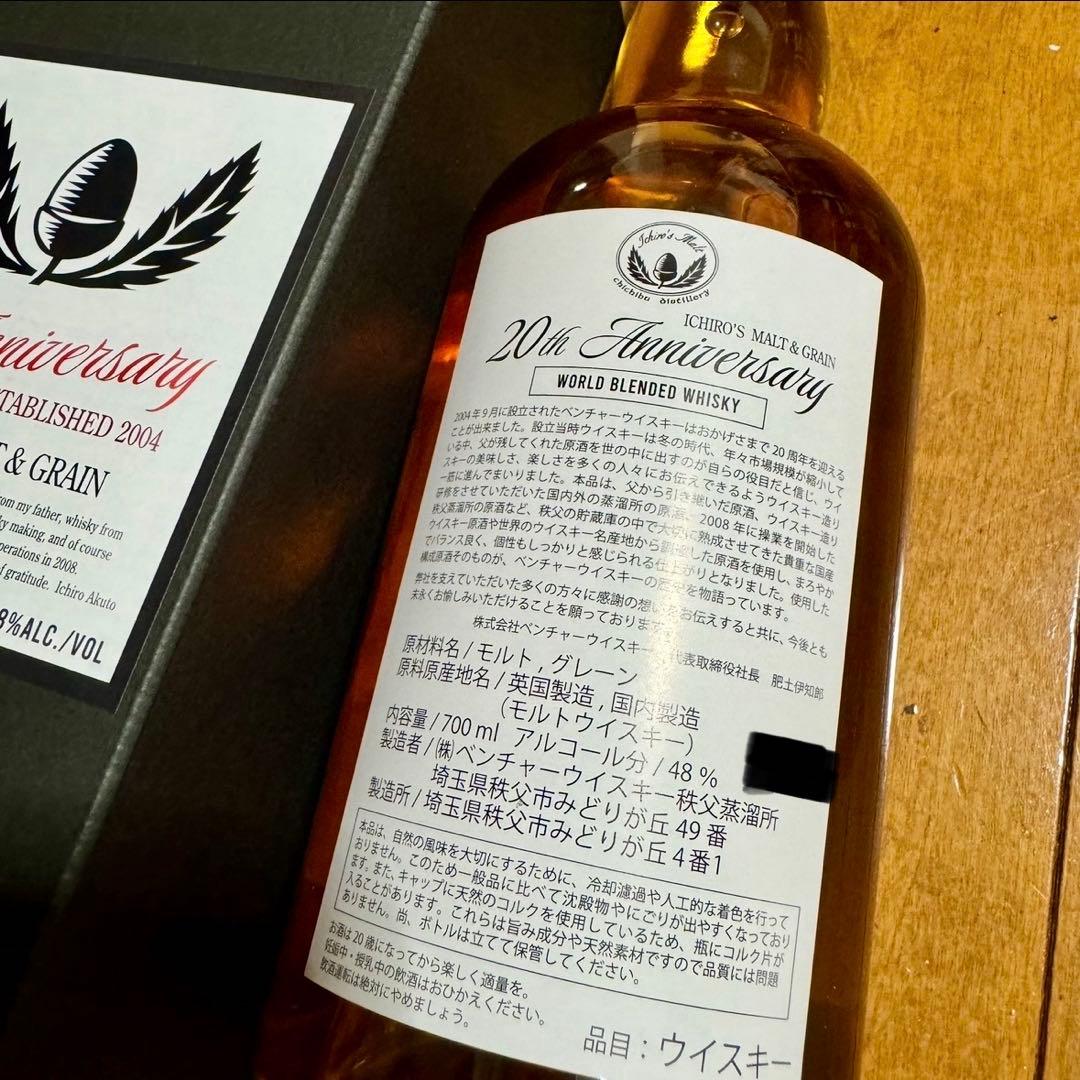 nniversary
STABLISHED 2004
T & GRAIN
om my father, whisky from
ky making, and of course
operations in 2008.
of gratitude. Ichiro Akuto
8%ALC./VOL
Ichiro's Malt
Chichibu distillery
ICHIRO'S MALT & GRAIN
20th Anniversary
WORLD BLENDED WHISKY
2004年9月に設立されたベンチャーウイスキーはおかげさまで20周年を迎える
ことが出来ました。設立当時ウイスキーは冬の時代、年々市場規模が縮小して
いる中、父が残してくれた原酒を世の中に出すのが自らの役目だと信じ、ウイ
スキーの美味しさ、楽しさを多くの人々にお伝えできるようウイスキー造り
一筋に進んでまいりました。本品は、父から引き継いだ原酒、ウイスキー造り
研修をさせていただいた国内外の蒸溜所の原酒、2008年に操業を開始した
秩父蒸溜所の原酒など、秩父の貯蔵庫の中で大切に熟成させてきた貴重な国産
ウイスキー原酒や世界のウイスキー名産地から調達した原酒を使用し、まろやか
でバランス良く、個性もしっかりと感じられる仕上がりとなりました。使用した
構成原酒そのものが、ベンチャーウイスキーの歴史を物語っています。
弊社を支えていただいた多くの方々に感謝の想いをお伝えすると共に、今後とも
末永くお愉しみいただけることを願っております。
株式会社ベンチャーウイスキー 代表取締役社長 肥土伊知郎
原材料名 / モルト , グレーン
原料原産地名 / 英国製造 , 国内製造
(モルトウイスキー)
内容量 / 700 ml アルコール分 / 48 %
製造者 / ㈱ベンチャーウイスキー秩父蒸溜所
埼玉県秩父市みどりが丘 49 番
製造所 / 埼玉県秩父市みどりが丘 4 番1
本品は、自然の風味を大切にするために、冷却濾過や人工的な着色を行って
おりません。このため一般品に比べて沈殿物やにごりが出やすくなっており
ます。また、キャップに天然のコルクを使用しているため、瓶にコルク片が
入ることがあります。これらは旨み成分や天然素材ですので品質には問題
ありません。尚、ボトルは立てて保管してください。
お酒は20歳になってから楽しく適量を。
妊娠中・授乳中の飲酒はおひかえください。
飲酒運転は絶対にやめましょう。
品目 : ウイスキー